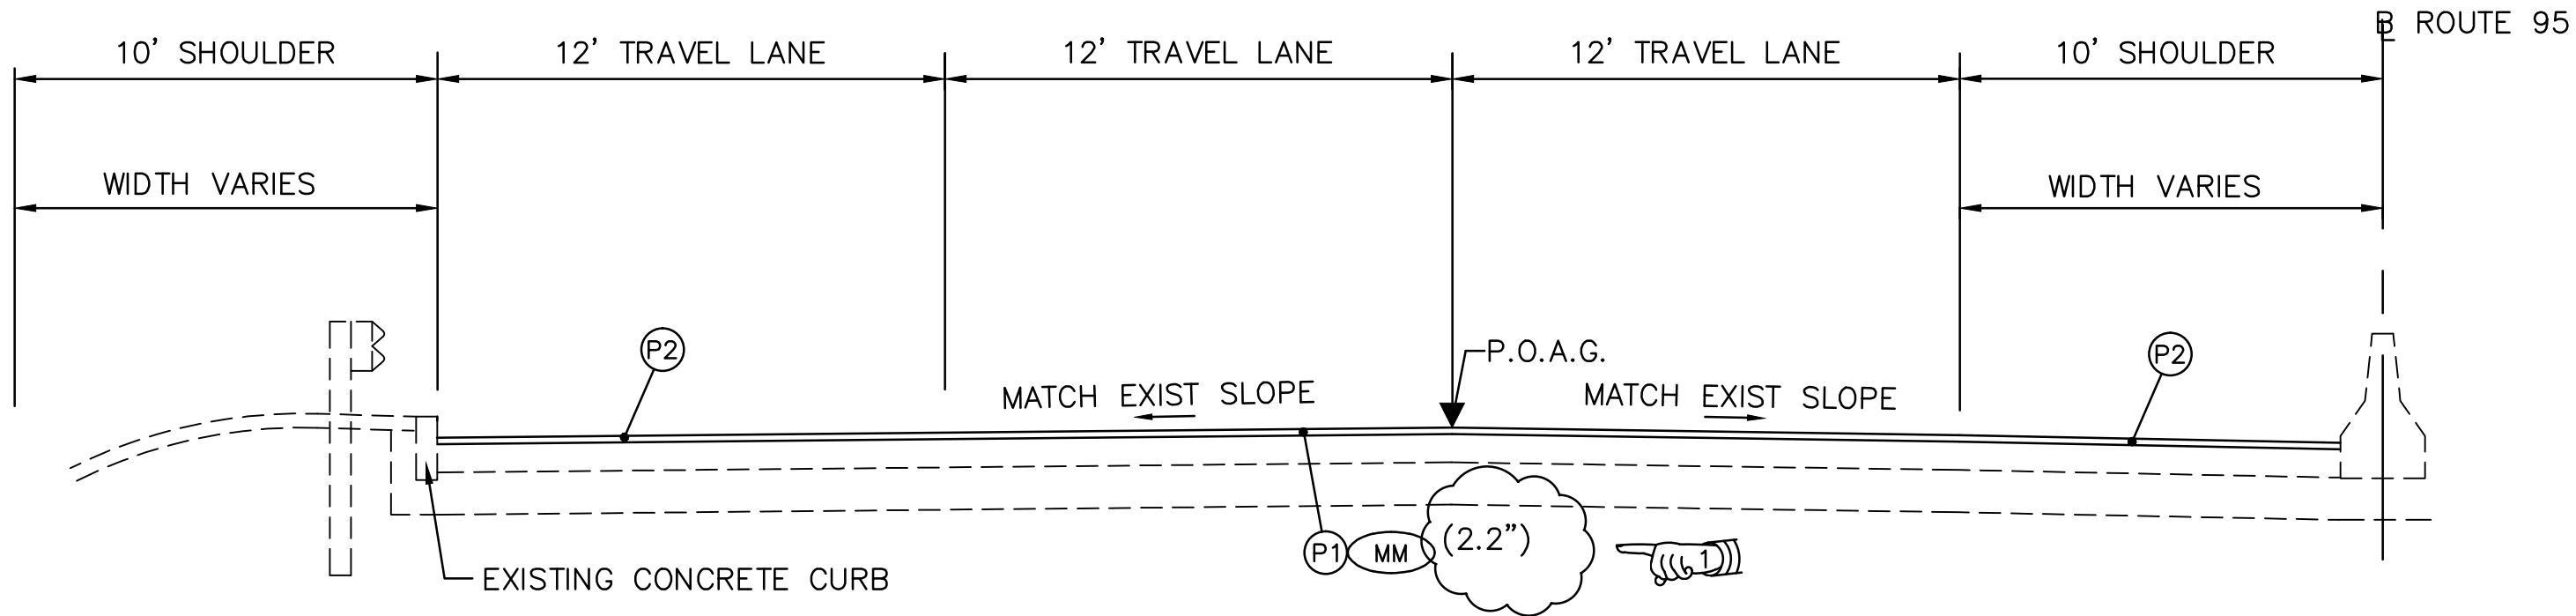 ℄ ROUTE 95
10' SHOULDER 12' TRAVEL LANE 12' TRAVEL LANE 12' TRAVEL LANE 10' SHOULDER
WIDTH VARIES WIDTH VARIES
P2 P.O.A.G. P2
MATCH EXIST SLOPE MATCH EXIST SLOPE
P1 MM (2.2") 1
EXISTING CONCRETE CURB